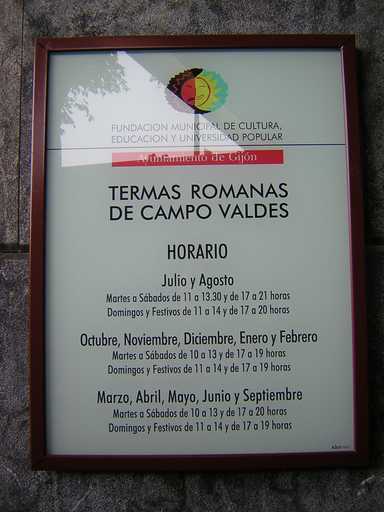 FUNDACION MUNICIPAL DE CULTURA,
EDUCACION Y UNIVERSIDAD POPULAR
Ayuntamiento de Gijón
TERMAS ROMANAS
DE CAMPO VALDES
HORARIO
Julio y Agosto
Martes a Sábados de 11 a 13.30 y de 17 a 21 horas
Domingos y Festivos de 11 a 14 y de 17 a 20 horas
Octubre, Noviembre, Diciembre, Enero y Febrero
Martes a Sábados de 10 a 13 y de 17 a 19 horas
Domingos y Festivos de 11 a 14 y de 17 a 19 horas
Marzo, Abril, Mayo, Junio y Septiembre
Martes a Sábados de 10 a 13 y de 17 a 20 horas
Domingos y Festivos de 11 a 14 y de 17 a 19 horas